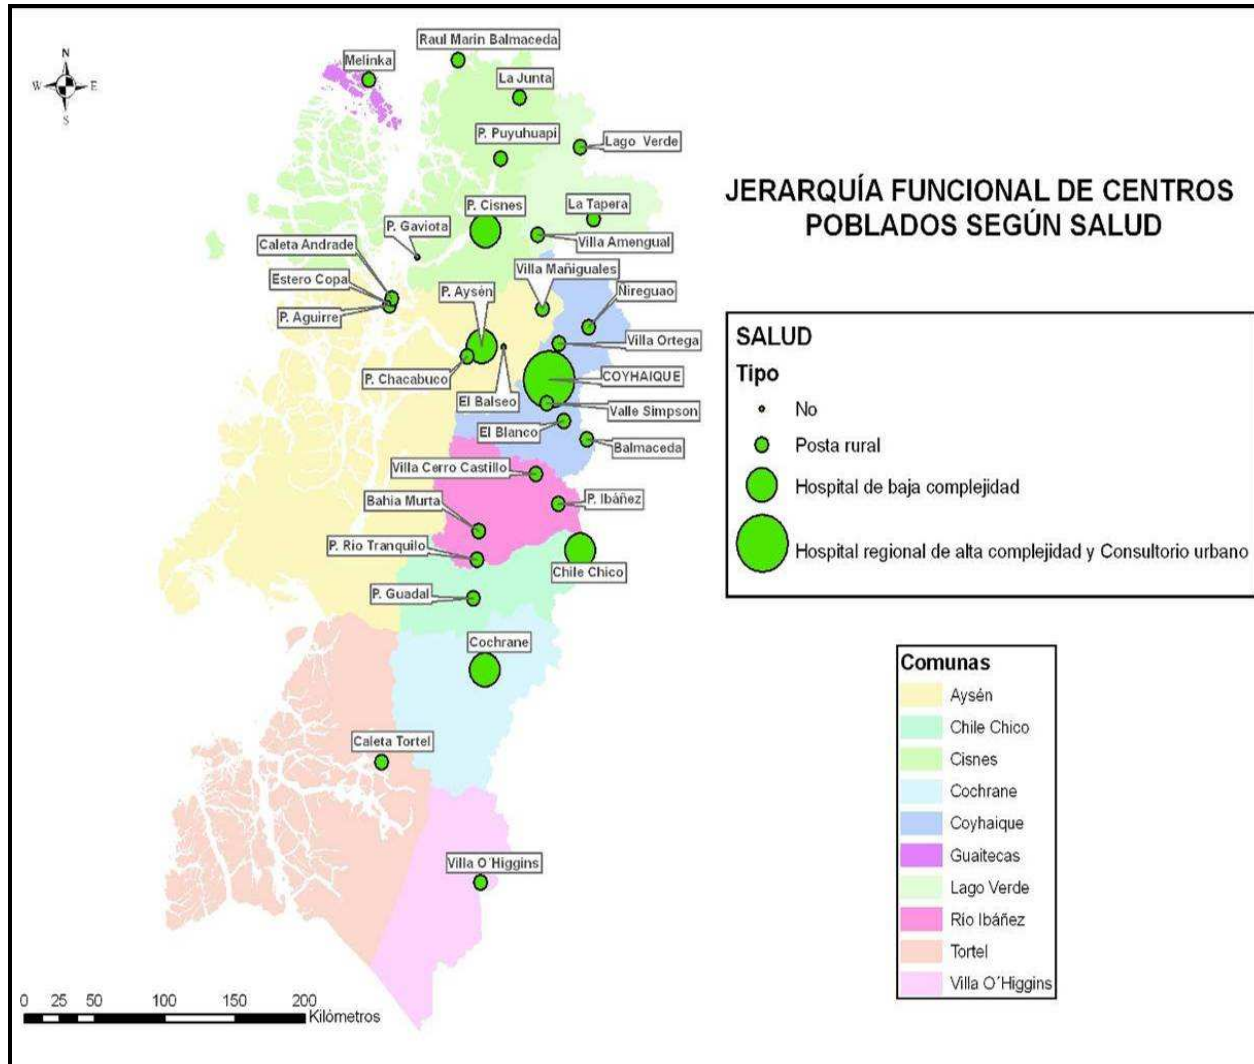 N
W E
S
Melinka
Raul Marin Balmaceda
La Junta
P. Puyuhuapi
Lago Verde
P. Cisnes
La Tapera
P. Gaviota
Villa Amengual
Caleta Andrade
Estero Copa
P. Aguirre
P. Aysén
Villa Mañiguales
Nireguao
Villa Ortega
P. Chacabuco
COYHAIQUE
El Balseo
Valle Simpson
El Blanco
Balmaceda
Villa Cerro Castillo
P. Ibáñez
Bahia Murta
P. Rio Tranquilo
Chile Chico
P. Guadal
Cochrane
Caleta Tortel
Villa O´Higgins
JERARQUÍA FUNCIONAL DE CENTROS
POBLADOS SEGÚN SALUD
SALUD
Tipo
No
Posta rural
Hospital de baja complejidad
Hospital regional de alta complejidad y Consultorio urbano
Comunas
Aysén
Chile Chico
Cisnes
Cochrane
Coyhaique
Guaitecas
Lago Verde
Río Ibáñez
Tortel
Villa O´Higgins
0 25 50 100 150 200
Kilómetros